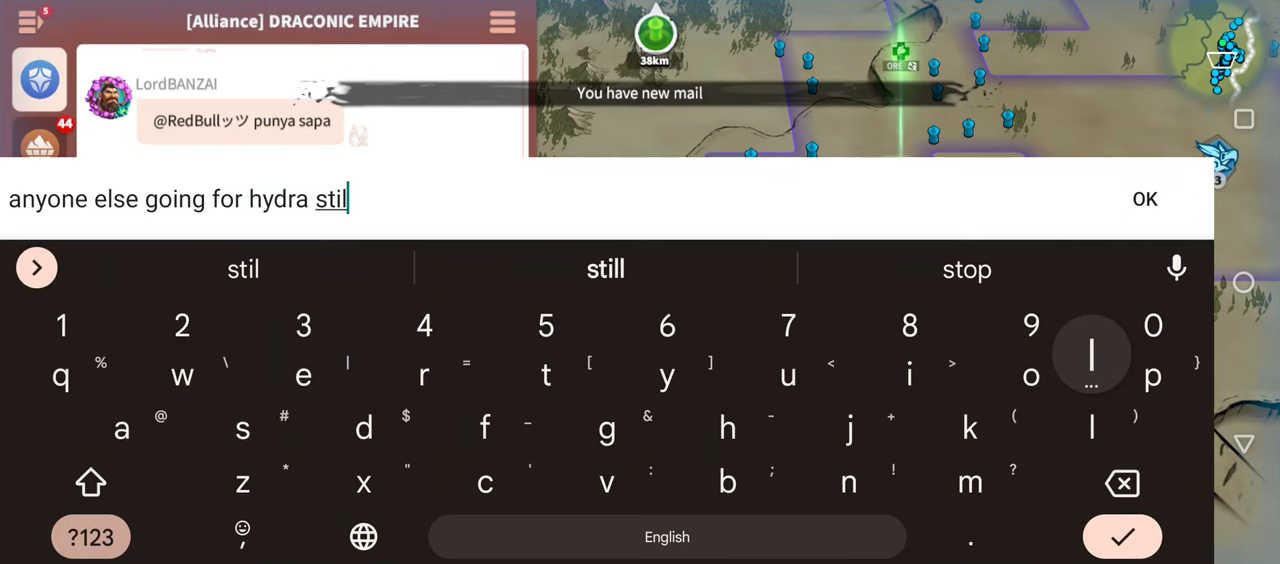 5
[Alliance] DRACONIC EMPIRE
LordBANZAI
@RedBullッツ punya sapa
44
38km
ORE
You have new mail
3
anyone else going for hydra stil
OK
stil still stop
1 2 3 4 5 6 7 8 9 0
q % w \ e | r = t [ y ] u < i > o p }
l
...
a @ s # d $ f _ g & h - j + k ( l )
z * x " c ' v : b ; n ! m ?
?123 , English .